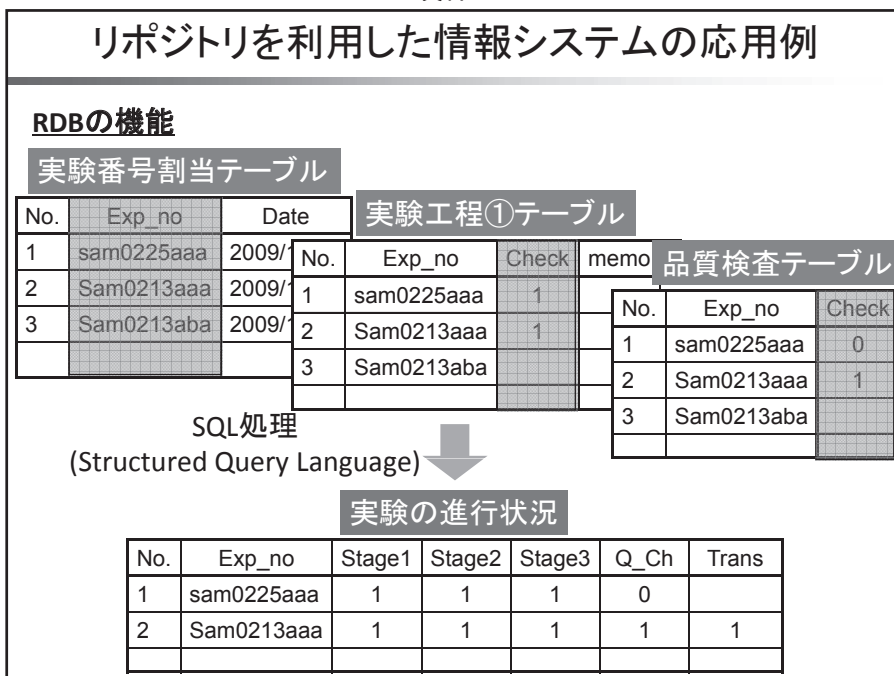 リポジトリを利用した情報システムの応用例
RDBの機能
実験番号割当テーブル
No. Exp_no Date
1 sam0225aaa 2009/
2 Sam0213aaa 2009/
3 Sam0213aba 2009/
実験工程①テーブル
No. Exp_no Check memo
1 sam0225aaa 1
2 Sam0213aaa 1
3 Sam0213aba
品質検査テーブル
No. Exp_no Check
1 sam0225aaa 0
2 Sam0213aaa 1
3 Sam0213aba
SQL処理
(Structured Query Language)
実験の進行状況
No. Exp_no Stage1 Stage2 Stage3 Q_Ch Trans
1 sam0225aaa 1 1 1 0
2 Sam0213aaa 1 1 1 1 1